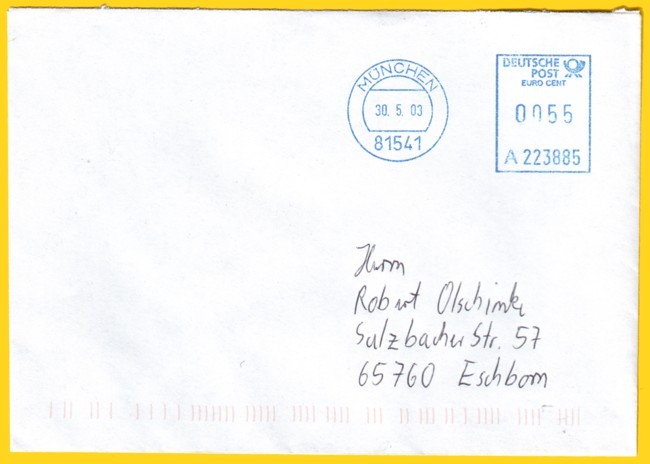 MÜNCHEN
30. 5. 03
81541
DEUTSCHE
POST
EURO CENT
0055
A 223885
Herrn
Robert Olschimke
Sulzbacher Str. 57
65760 Eschborn